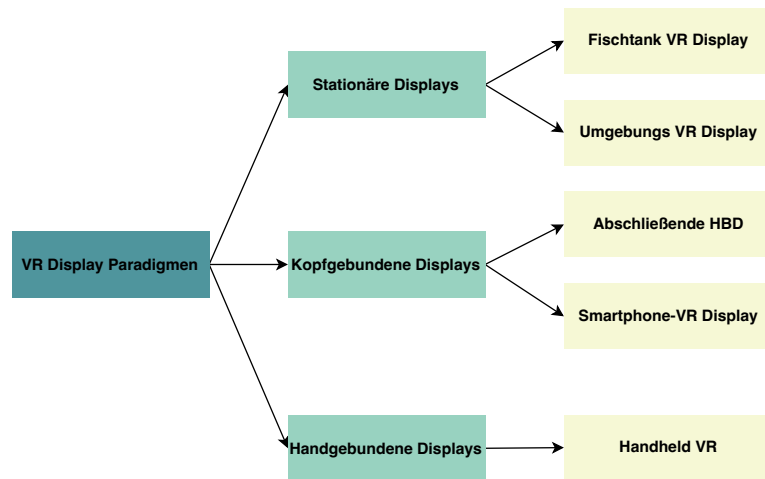 VR Display Paradigmen
Stationäre Displays
Fischtank VR Display
Umgebungs VR Display
Kopfgebundene Displays
Abschließende HBD
Smartphone-VR Display
Handgebundene Displays
Handheld VR